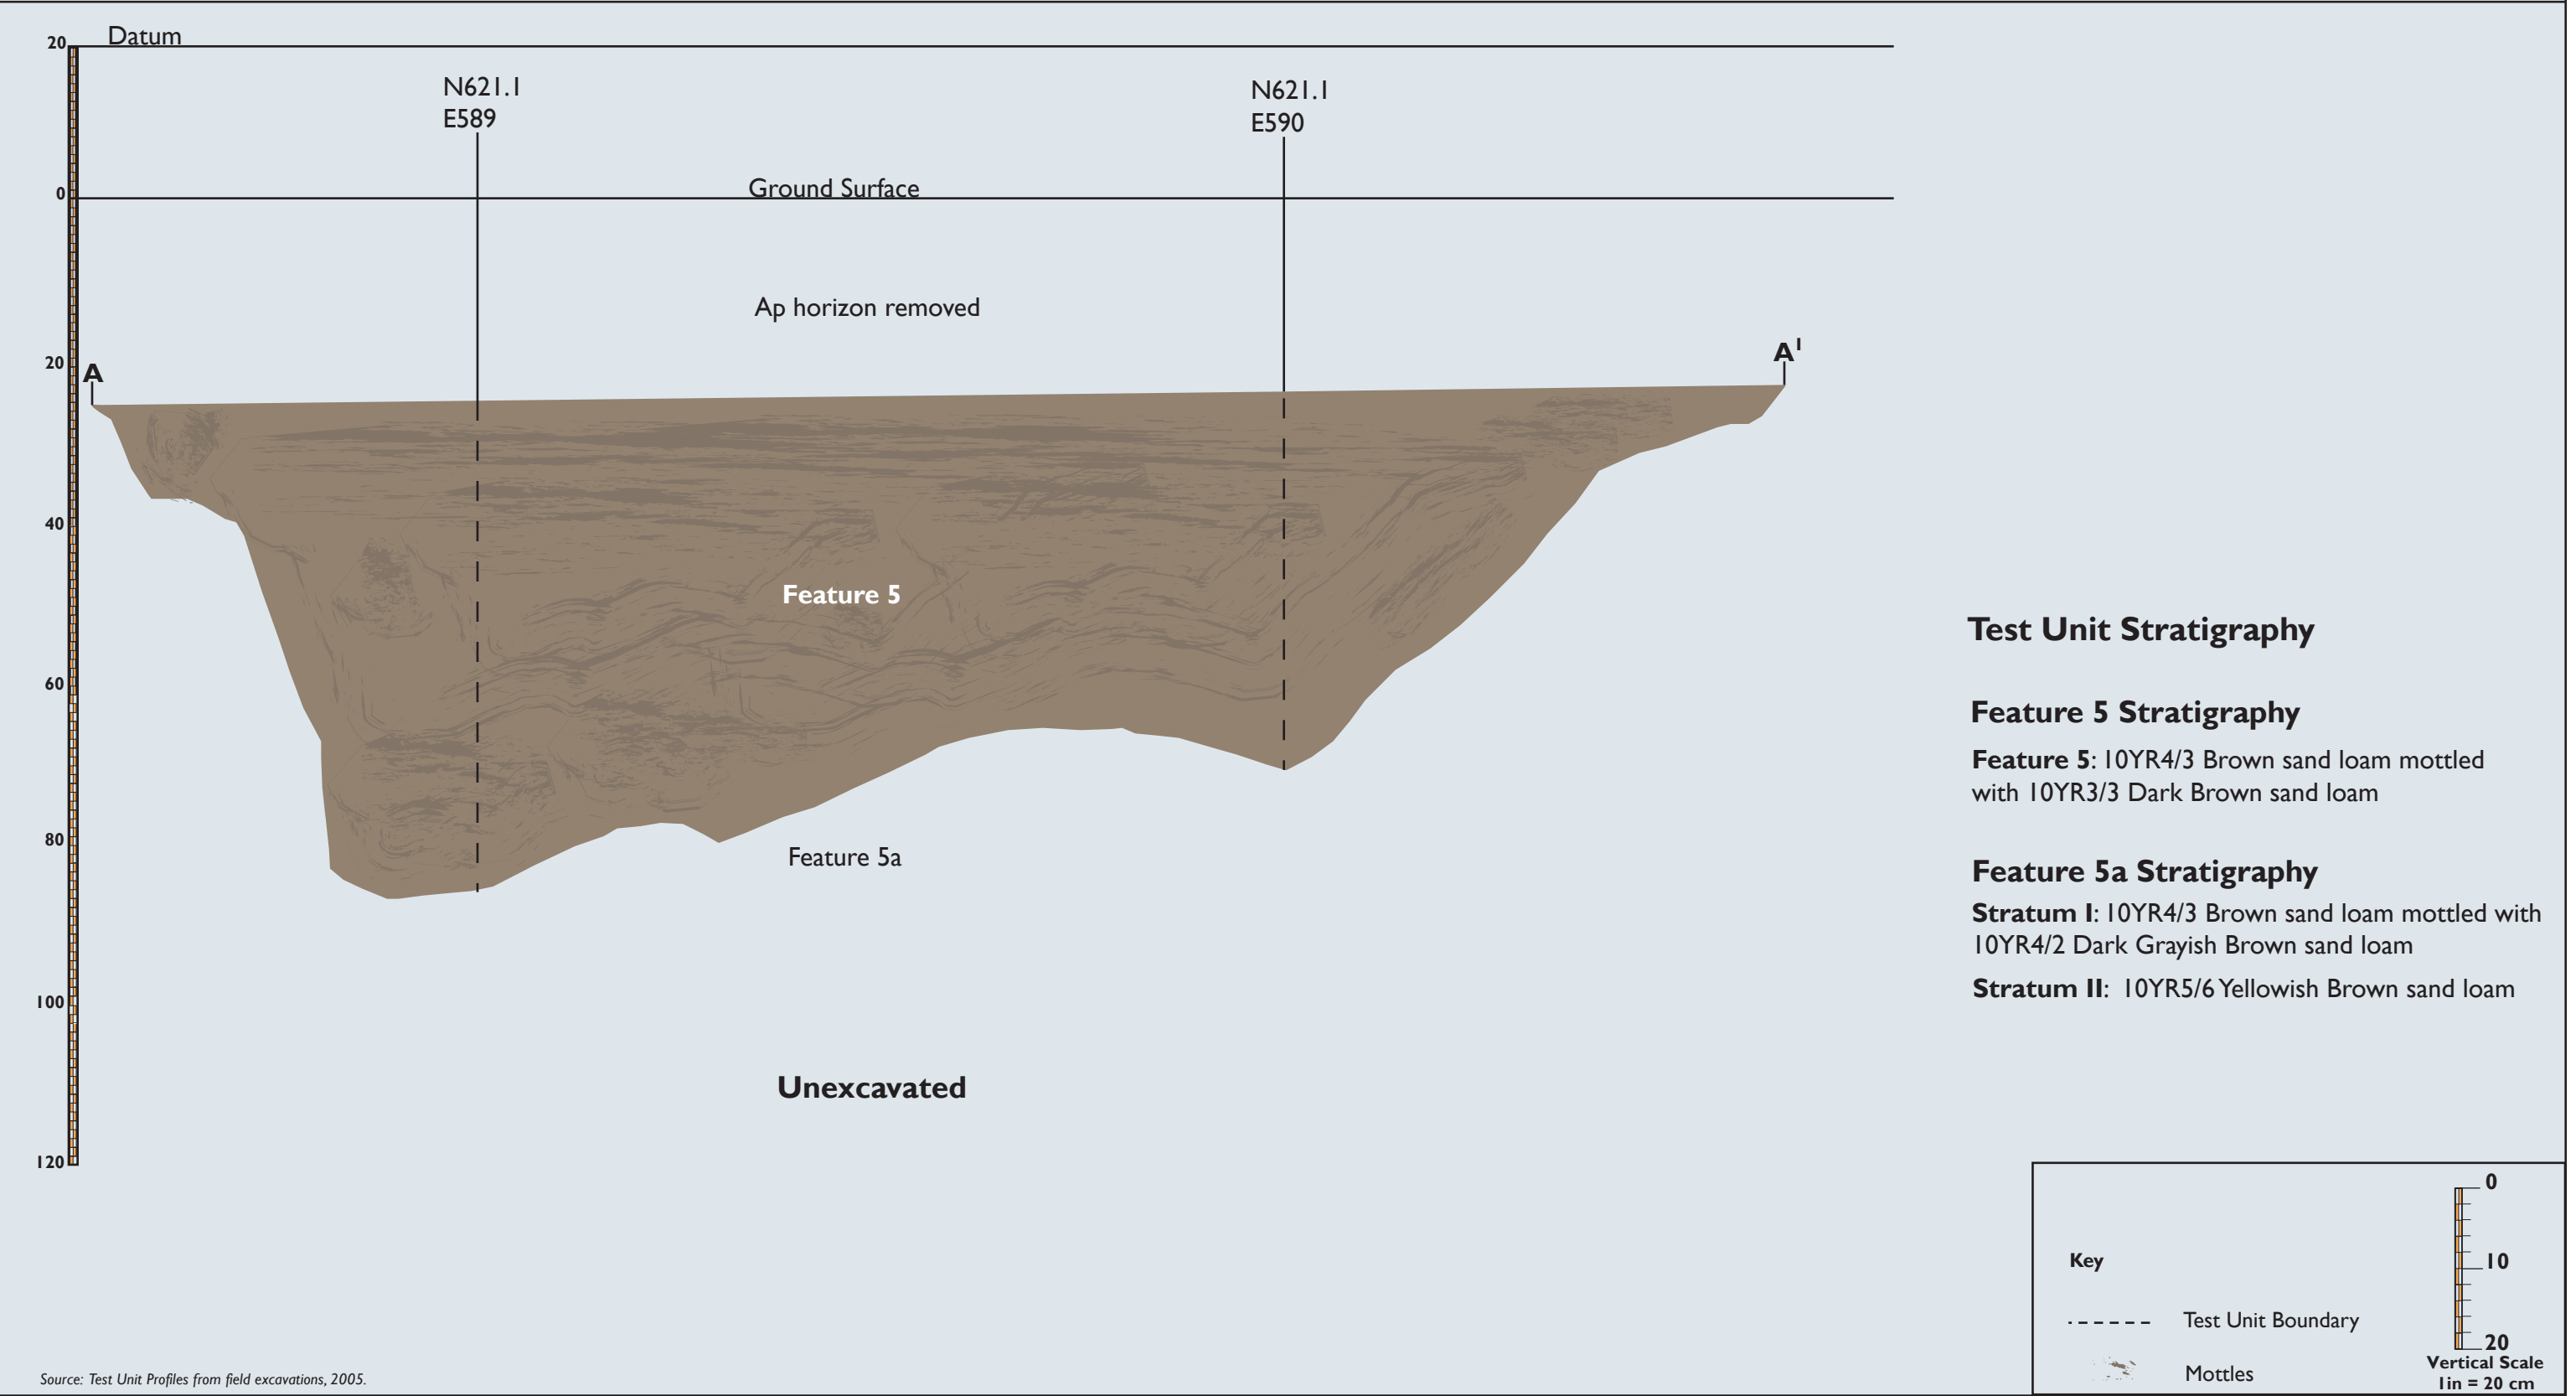 Datum
20
N621.1
E589
N621.1
E590
Ground Surface
0
Ap horizon removed
20
A
A'
40
Feature 5
60
80
Feature 5a
100
Unexcavated
120
Test Unit Stratigraphy
Feature 5 Stratigraphy
Feature 5: 10YR4/3 Brown sand loam mottled
with 10YR3/3 Dark Brown sand loam
Feature 5a Stratigraphy
Stratum I: 10YR4/3 Brown sand loam mottled with
10YR4/2 Dark Grayish Brown sand loam
Stratum II: 10YR5/6 Yellowish Brown sand loam
Key
Test Unit Boundary
Mottles
0
10
20
Vertical Scale
1in = 20 cm
Source: Test Unit Profiles from field excavations, 2005.